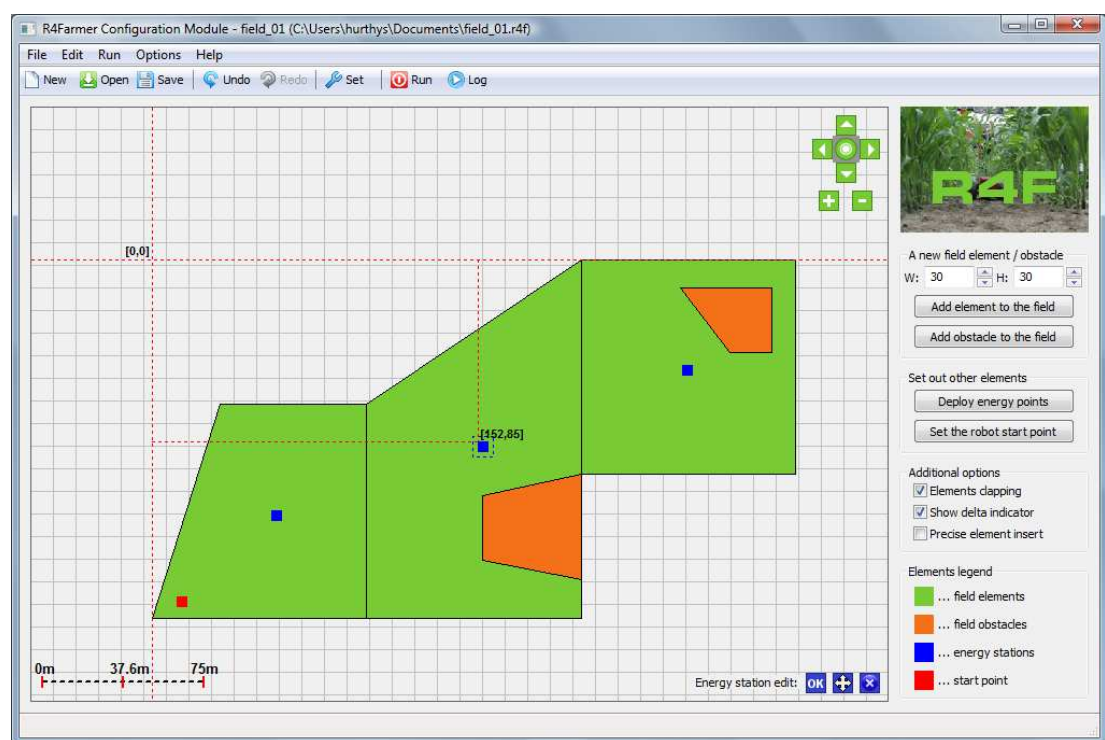 R4Farmer Configuration Module - field_01 (C:\Users\hurthys\Documents\field_01.r4f)
File Edit Run Options Help
New Open Save Undo Redo Set Run Log
R4F
[0,0]
A new field element / obstacle
W: 30 H: 30
Add element to the field
Add obstacle to the field
Set out other elements
Deploy energy points
Set the robot start point
[152,85]
Additional options
Elements clapping
Show delta indicator
Precise element insert
Elements legend
... field elements
... field obstacles
... energy stations
... start point
0m 37.6m 75m
Energy station edit: OK